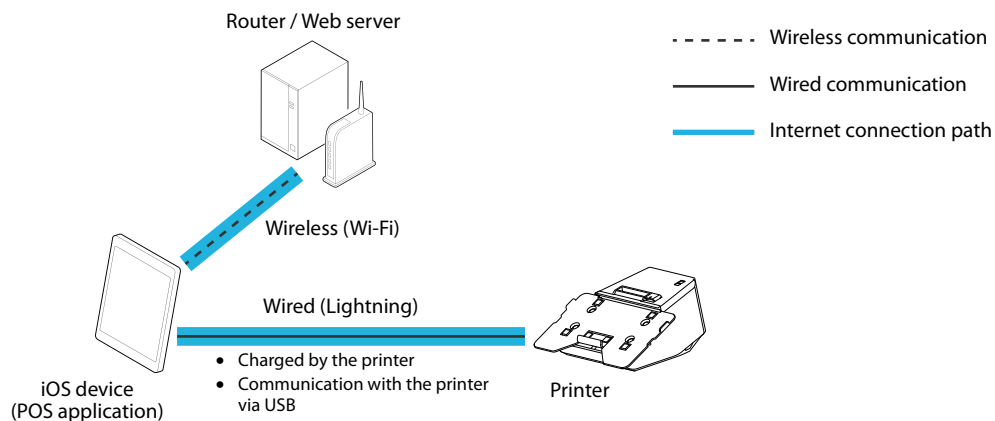 Router / Web server
Wireless communication
Wired communication
Internet connection path
Wireless (Wi-Fi)
Wired (Lightning)
• Charged by the printer
• Communication with the printer
via USB
iOS device
(POS application)
Printer